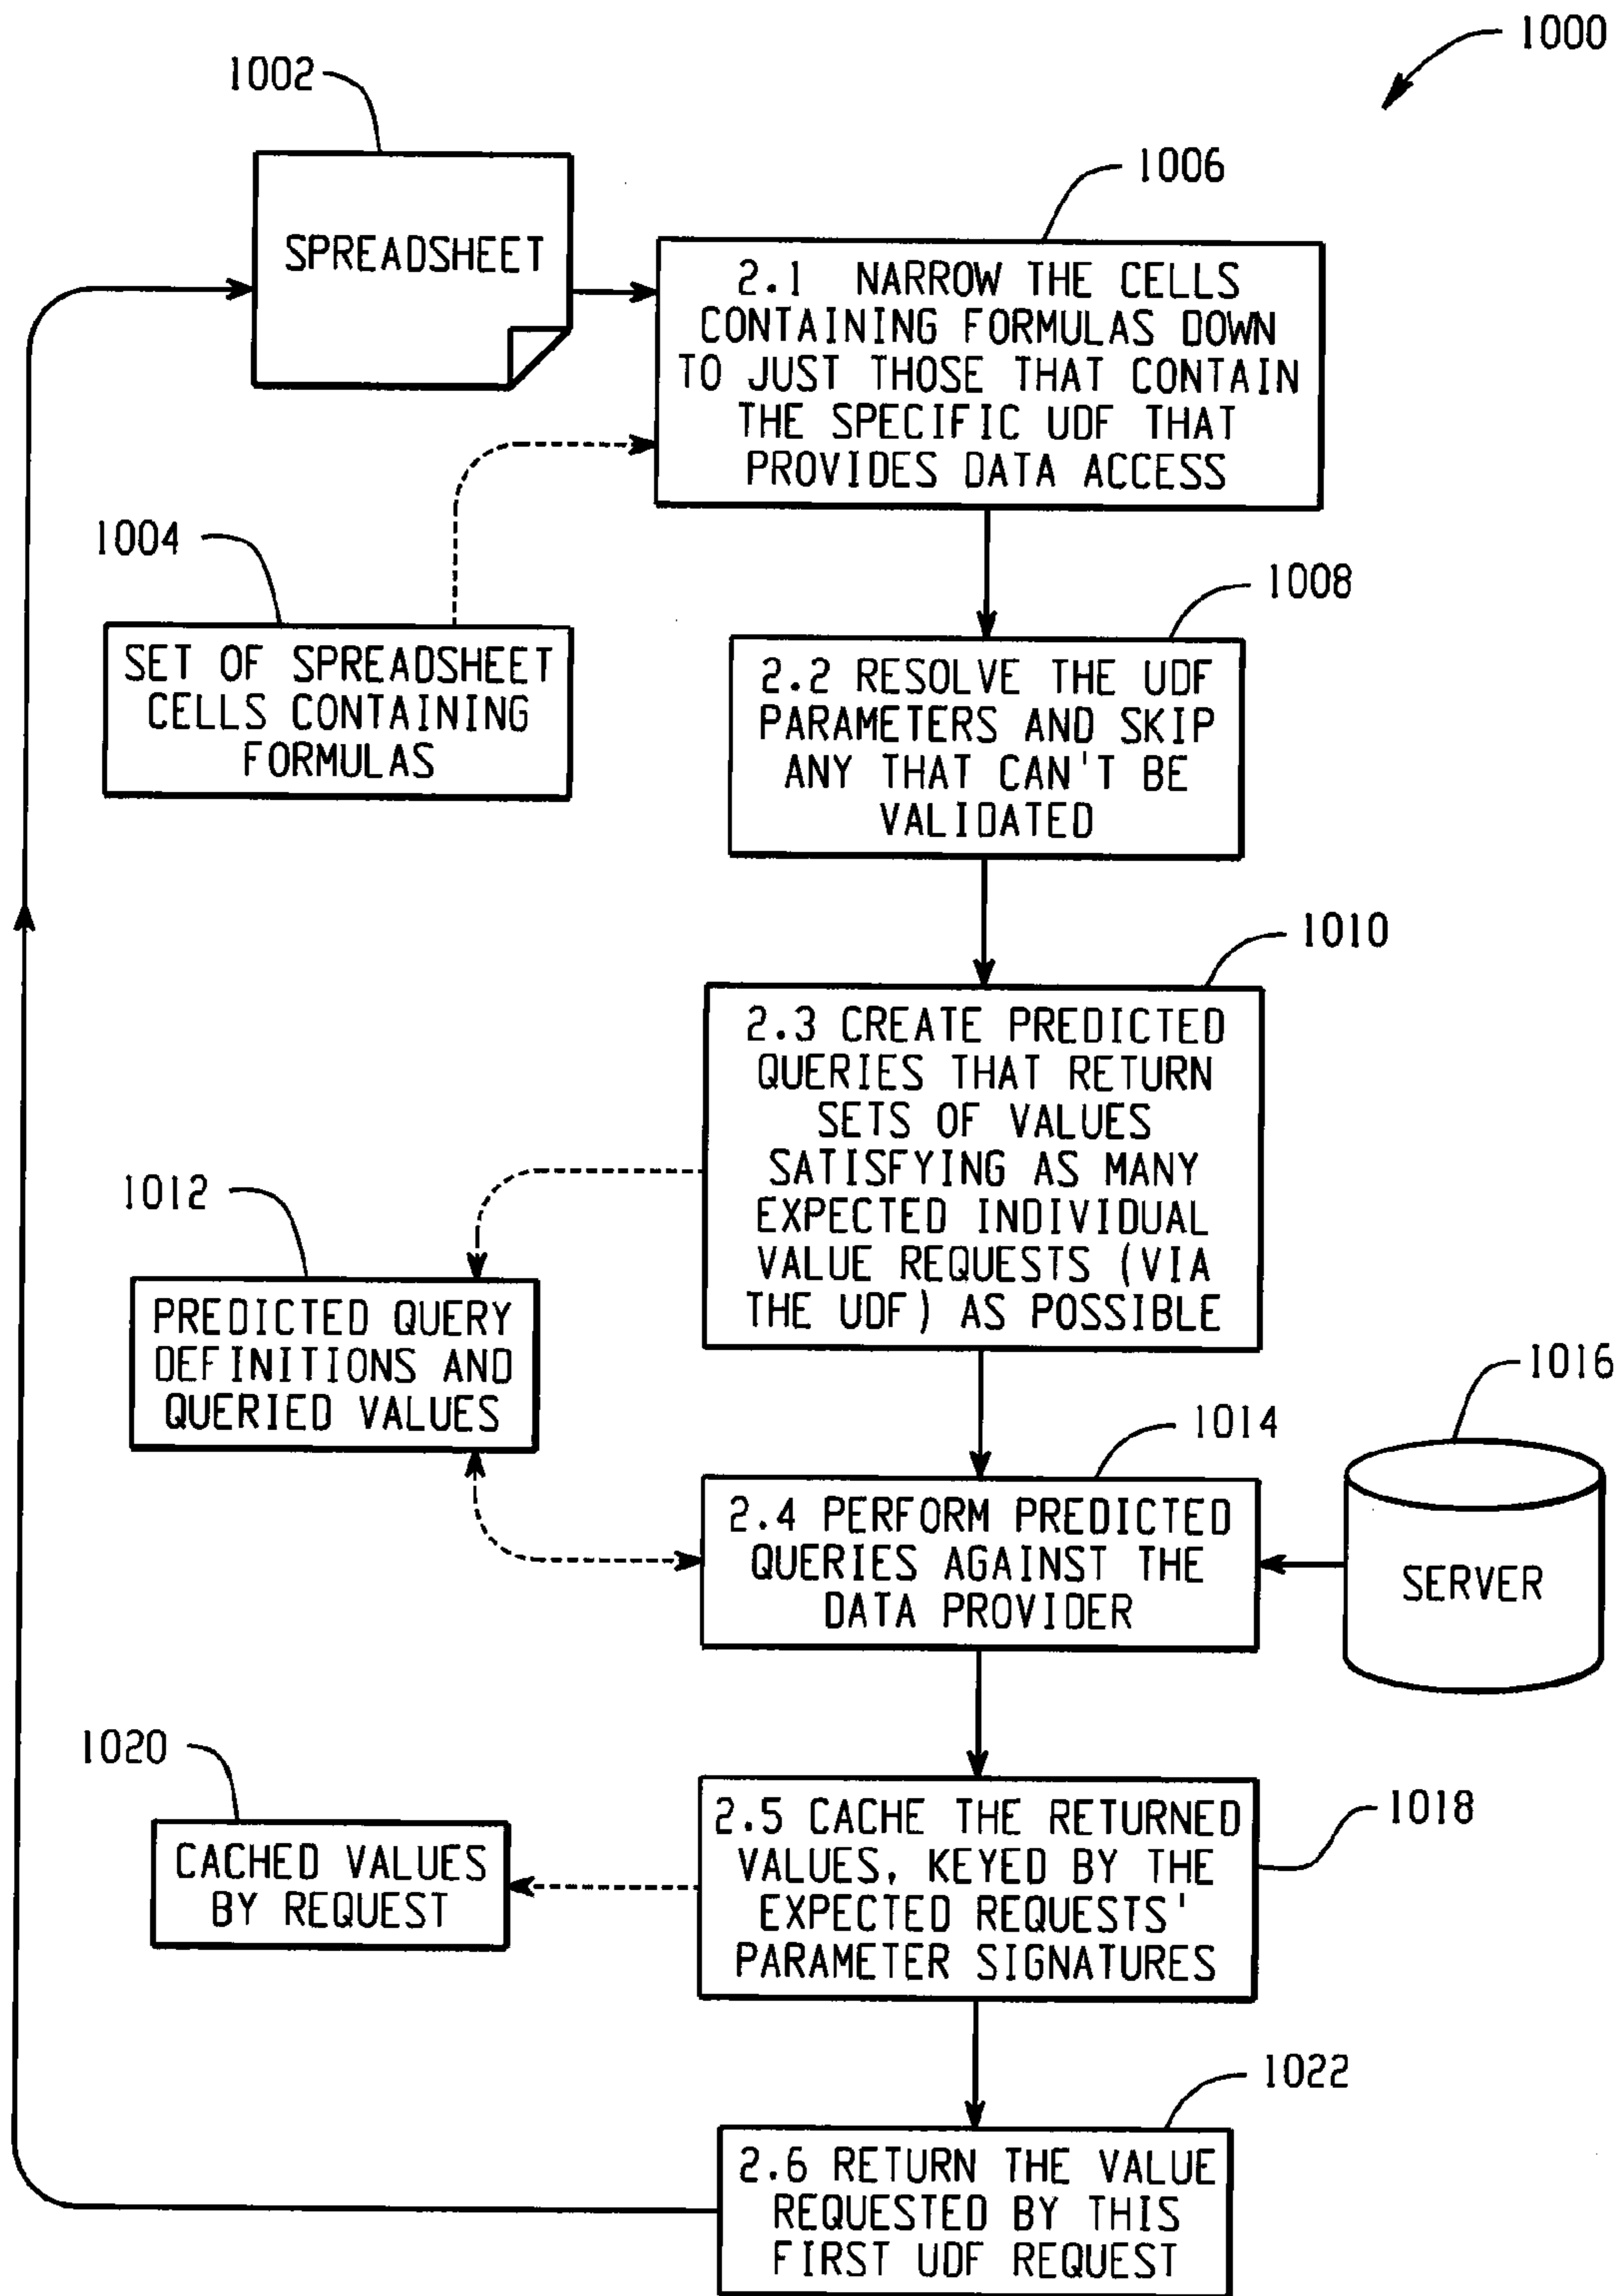 1000
1002
SPREADSHEET
1006
2.1 NARROW THE CELLS
CONTAINING FORMULAS DOWN
TO JUST THOSE THAT CONTAIN
THE SPECIFIC UDF THAT
PROVIDES DATA ACCESS
1004
SET OF SPREADSHEET
CELLS CONTAINING
FORMULAS
1008
2.2 RESOLVE THE UDF
PARAMETERS AND SKIP
ANY THAT CAN'T BE
VALIDATED
1010
2.3 CREATE PREDICTED
QUERIES THAT RETURN
SETS OF VALUES
SATISFYING AS MANY
EXPECTED INDIVIDUAL
VALUE REQUESTS (VIA
THE UDF) AS POSSIBLE
1012
PREDICTED QUERY
DEFINITIONS AND
QUERIED VALUES
1014
2.4 PERFORM PREDICTED
QUERIES AGAINST THE
DATA PROVIDER
1016
SERVER
1018
2.5 CACHE THE RETURNED
VALUES, KEYED BY THE
EXPECTED REQUESTS'
PARAMETER SIGNATURES
1020
CACHED VALUES
BY REQUEST
1022
2.6 RETURN THE VALUE
REQUESTED BY THIS
FIRST UDF REQUEST